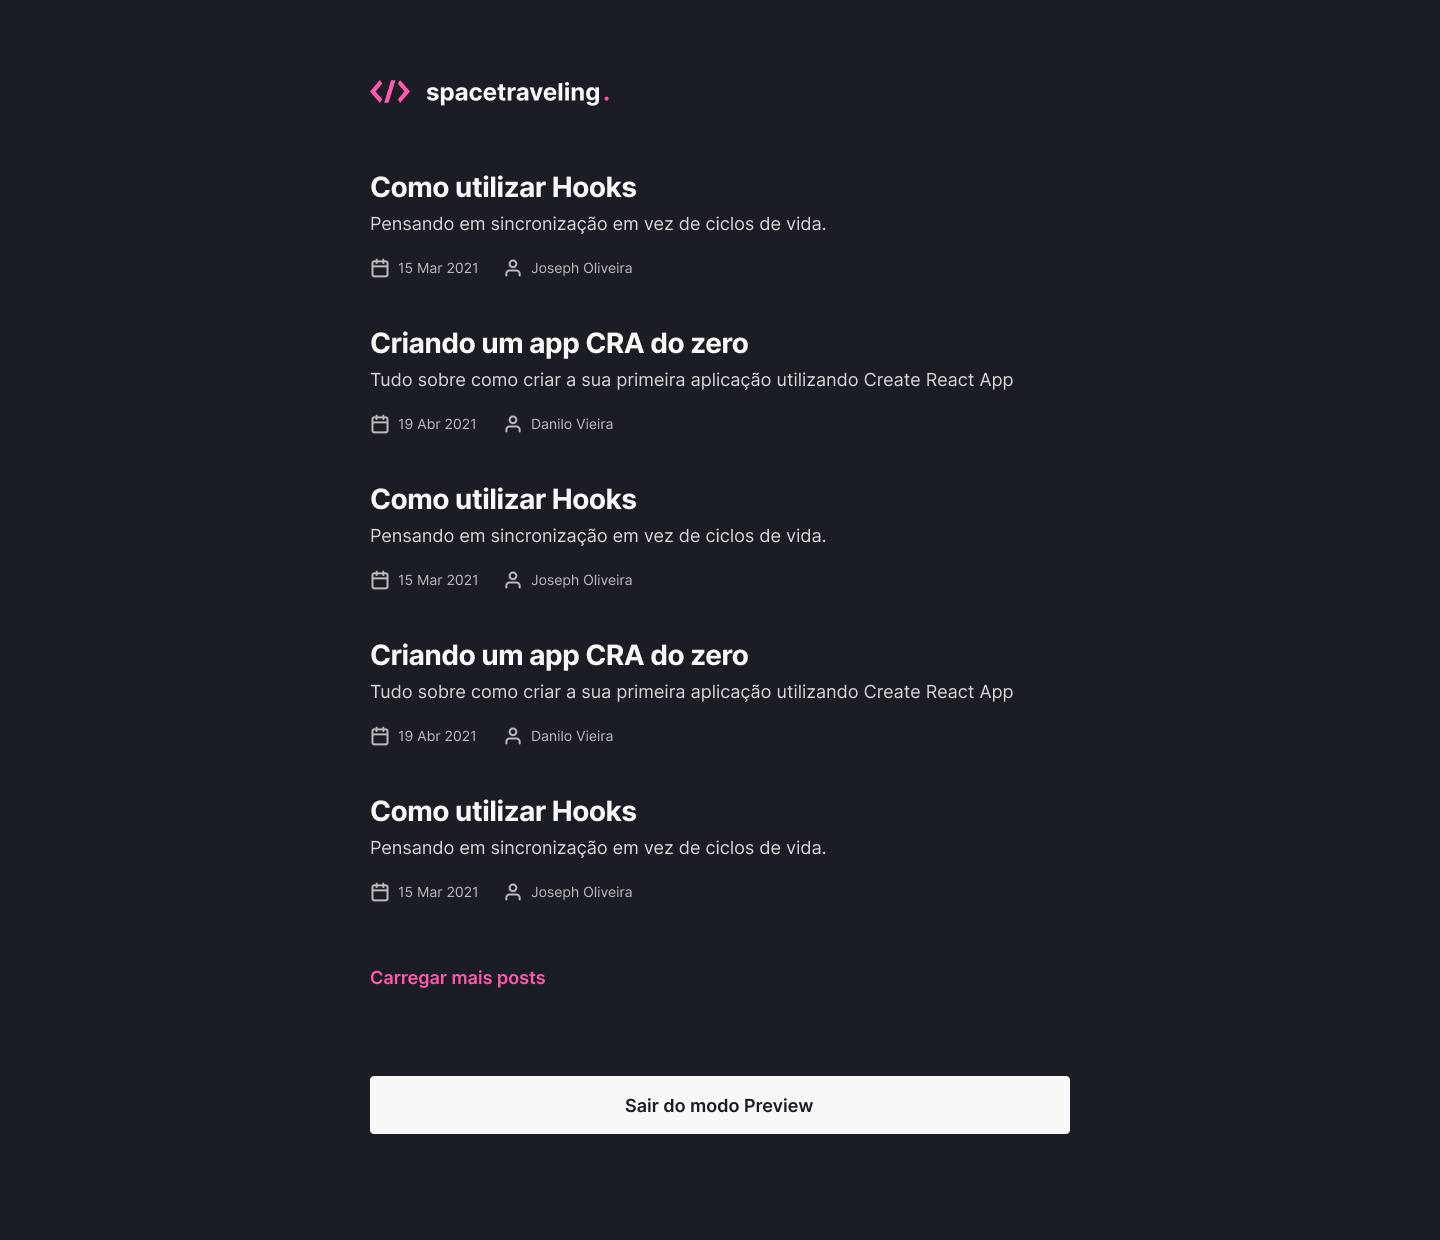 </> spacetraveling.
Como utilizar Hooks
Pensando em sincronização em vez de ciclos de vida.
15 Mar 2021 Joseph Oliveira
Criando um app CRA do zero
Tudo sobre como criar a sua primeira aplicação utilizando Create React App
19 Abr 2021 Danilo Vieira
Como utilizar Hooks
Pensando em sincronização em vez de ciclos de vida.
15 Mar 2021 Joseph Oliveira
Criando um app CRA do zero
Tudo sobre como criar a sua primeira aplicação utilizando Create React App
19 Abr 2021 Danilo Vieira
Como utilizar Hooks
Pensando em sincronização em vez de ciclos de vida.
15 Mar 2021 Joseph Oliveira
Carregar mais posts
Sair do modo Preview